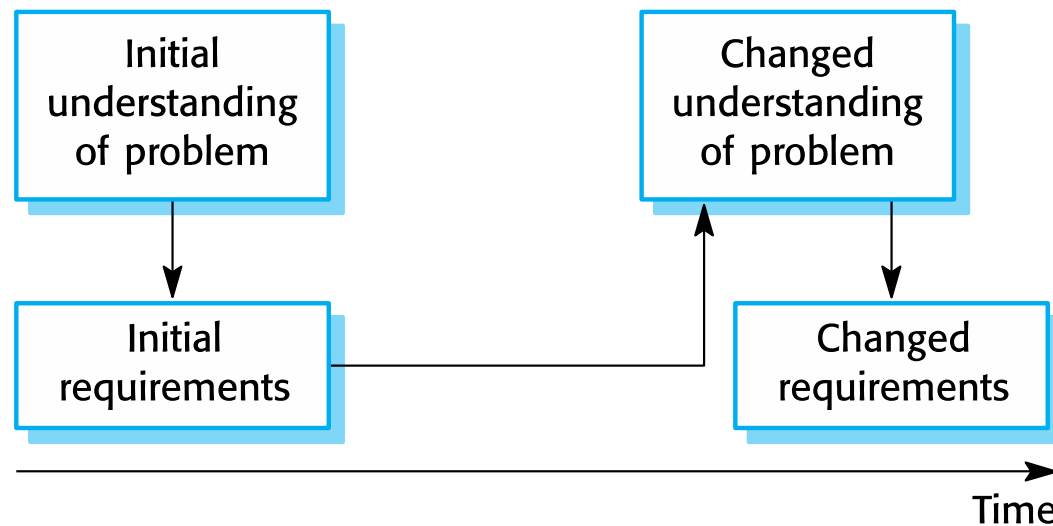 Initial
understanding
of problem
Changed
understanding
of problem
Initial
requirements
Changed
requirements
Time